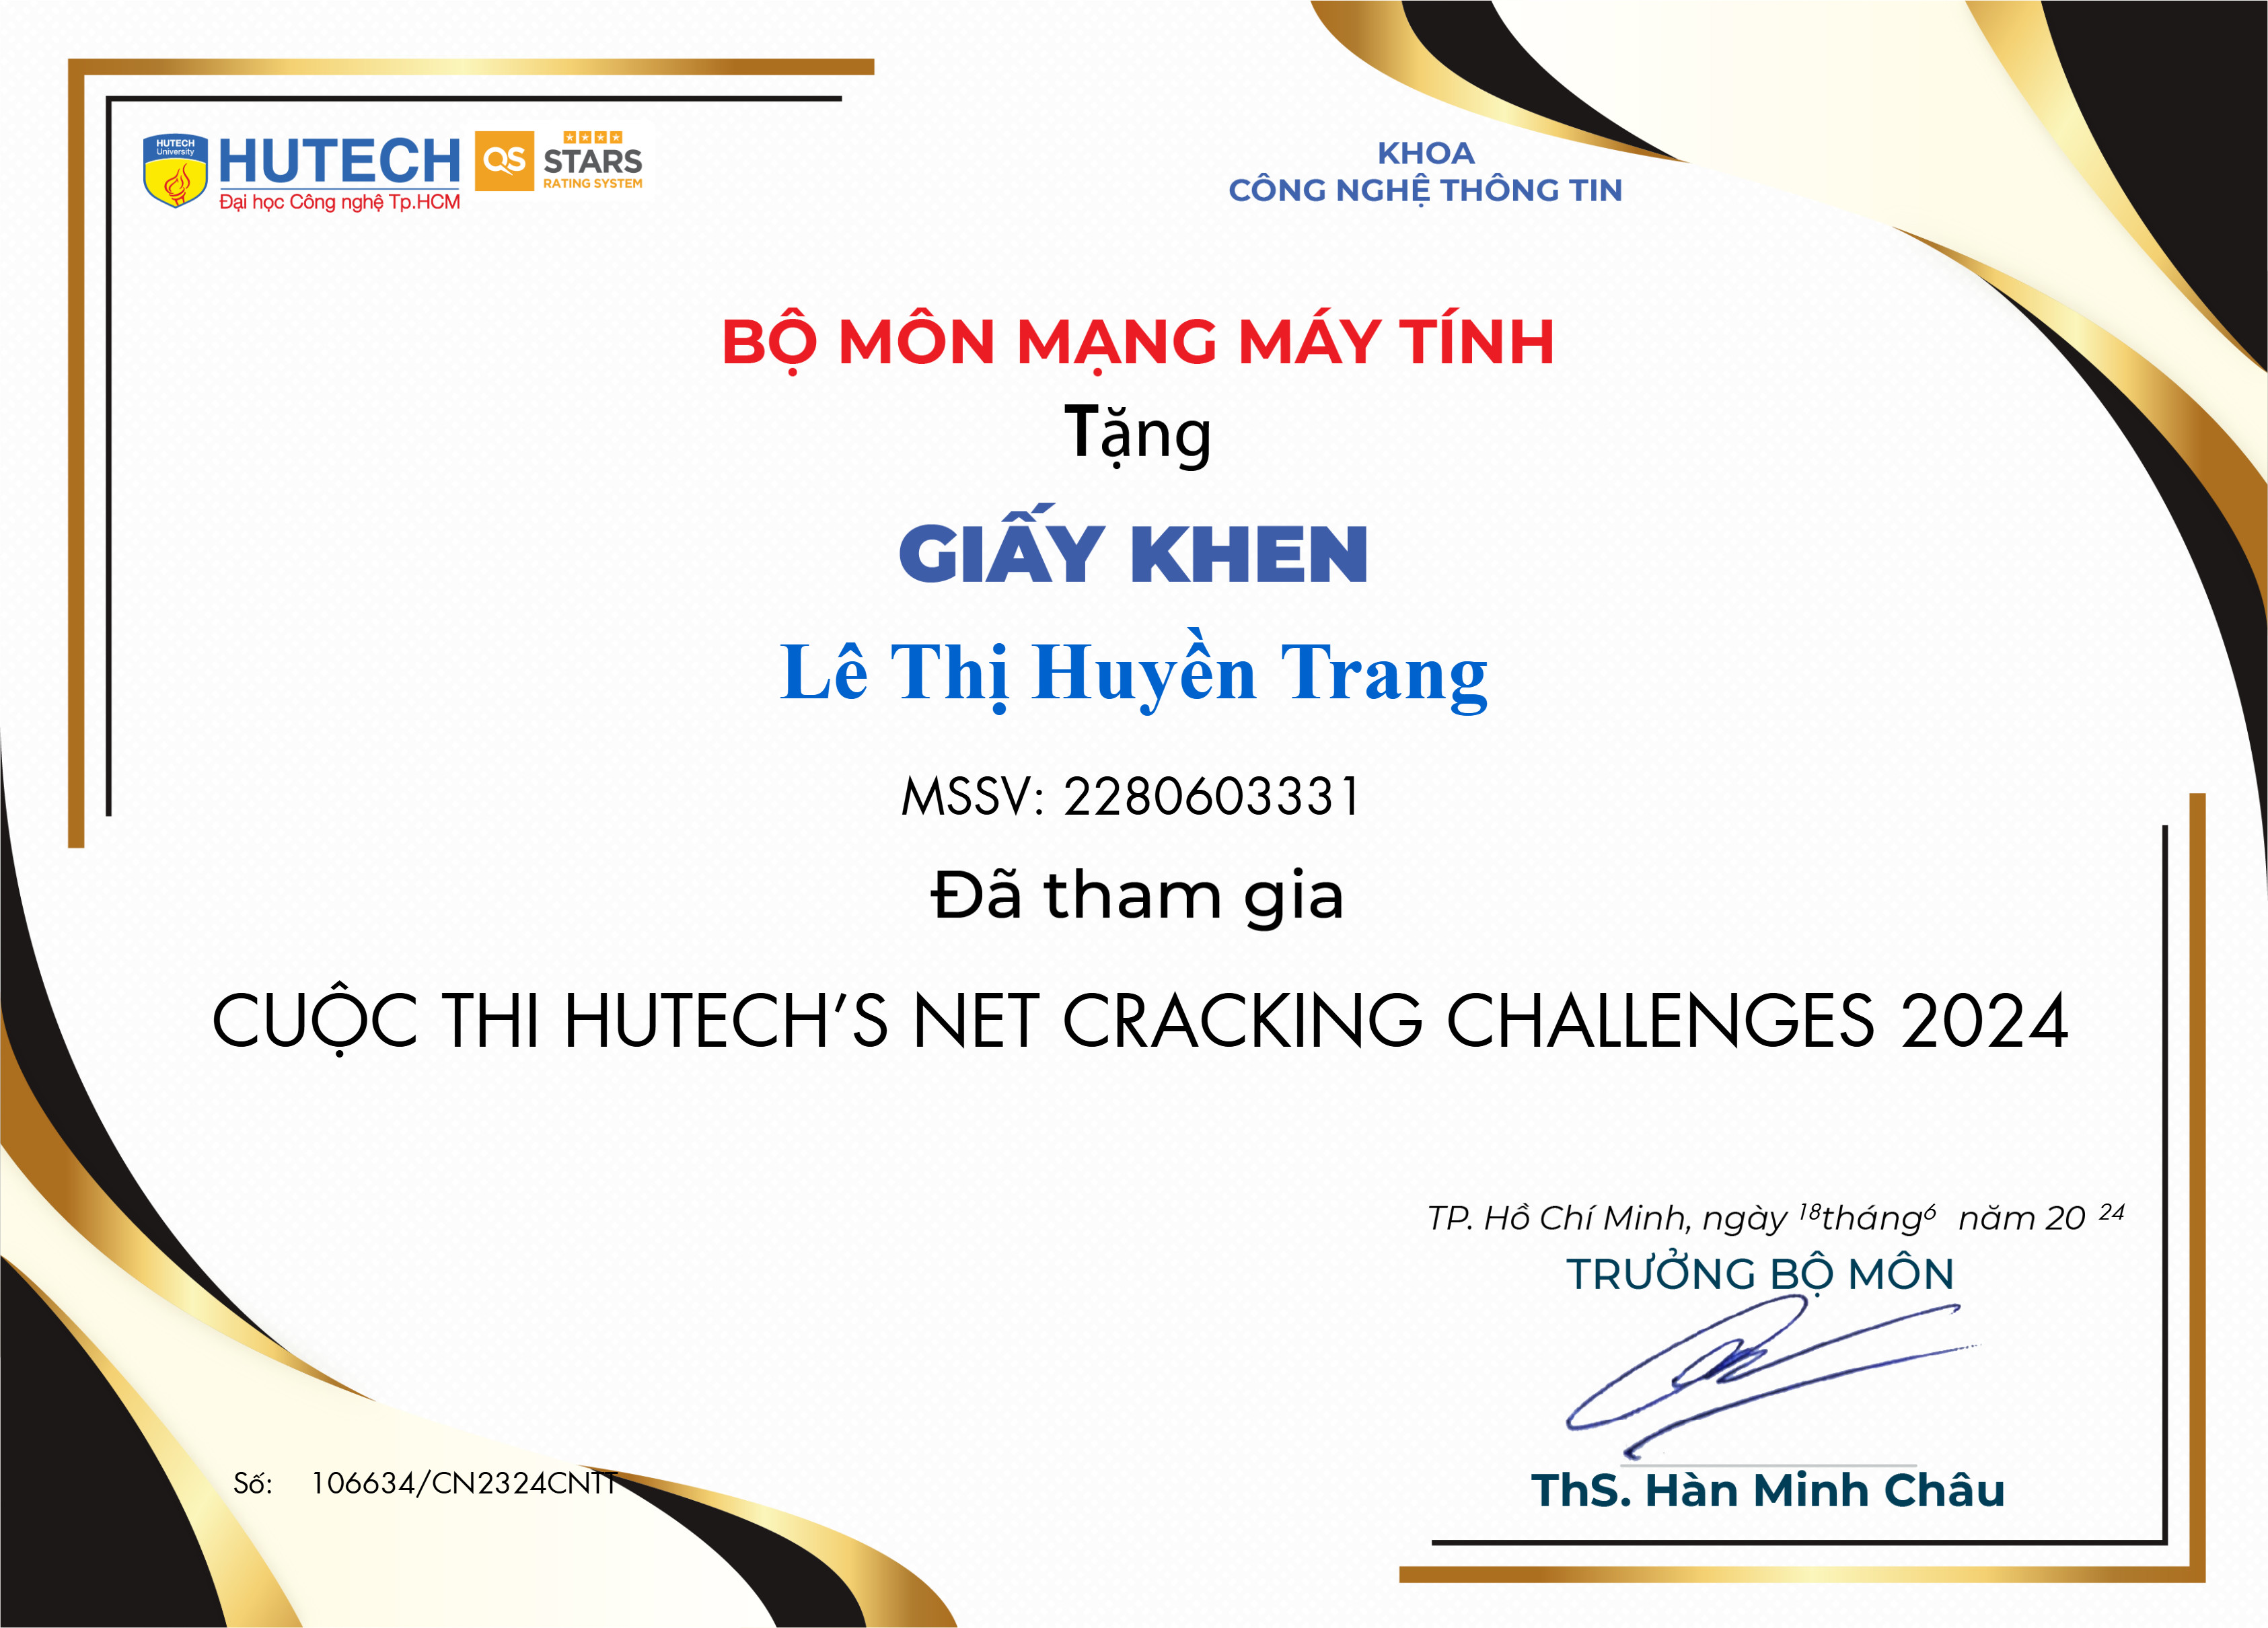 HUTECH
University
HUTECH
Đại học Công nghệ Tp.HCM
QS
STARS
RATING SYSTEM
KHOA
CÔNG NGHỆ THÔNG TIN
BỘ MÔN MẠNG MÁY TÍNH
Tặng
GIẤY KHEN
Lê Thị Huyền Trang
MSSV: 2280603331
Đã tham gia
CUỘC THI HUTECH’S NET CRACKING CHALLENGES 2024
TP. Hồ Chí Minh, ngày 18 tháng 6 năm 20 24
TRƯỞNG BỘ MÔN
ThS. Hàn Minh Châu
Số: 106634/CN2324CNTT